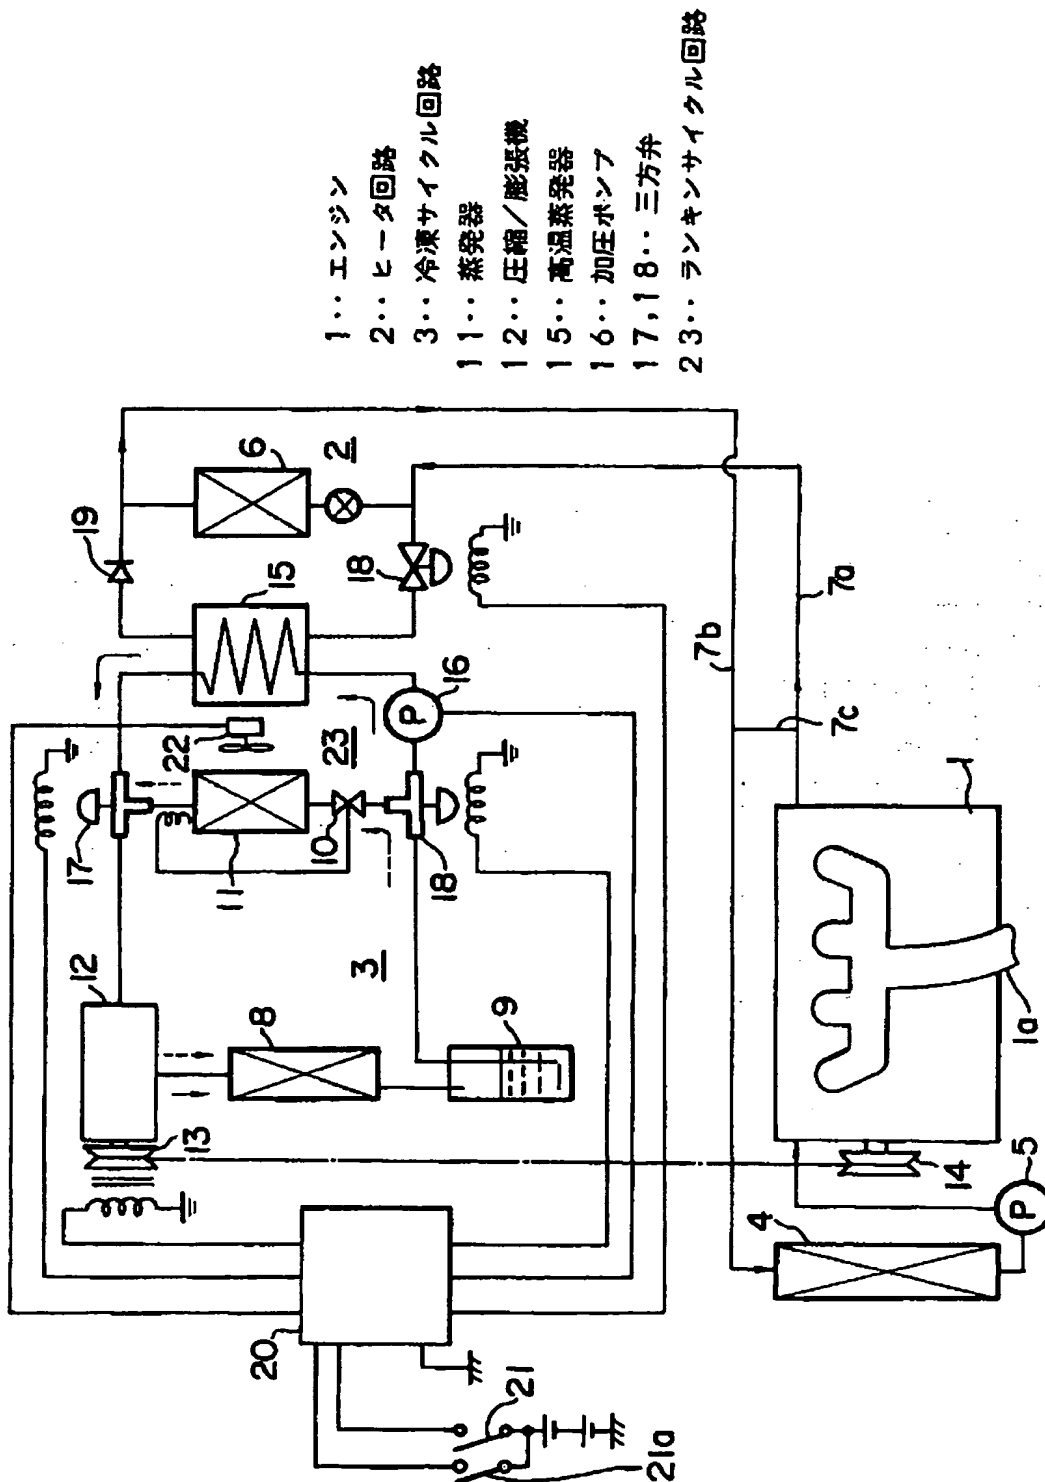 12
17
19
13
22
11
6
20
8
15
10
23
2
18
3
18
P
16
9
21
21a
7b
4
7c
7a
14
1
P
5
1a
1‥エンジン
2‥ヒータ回路
3‥冷凍サイクル回路
11‥蒸発器
12‥圧縮/膨張機
15‥高温蒸発器
16‥加圧ポンプ
17,18‥三方弁
23‥ランキンサイクル回路